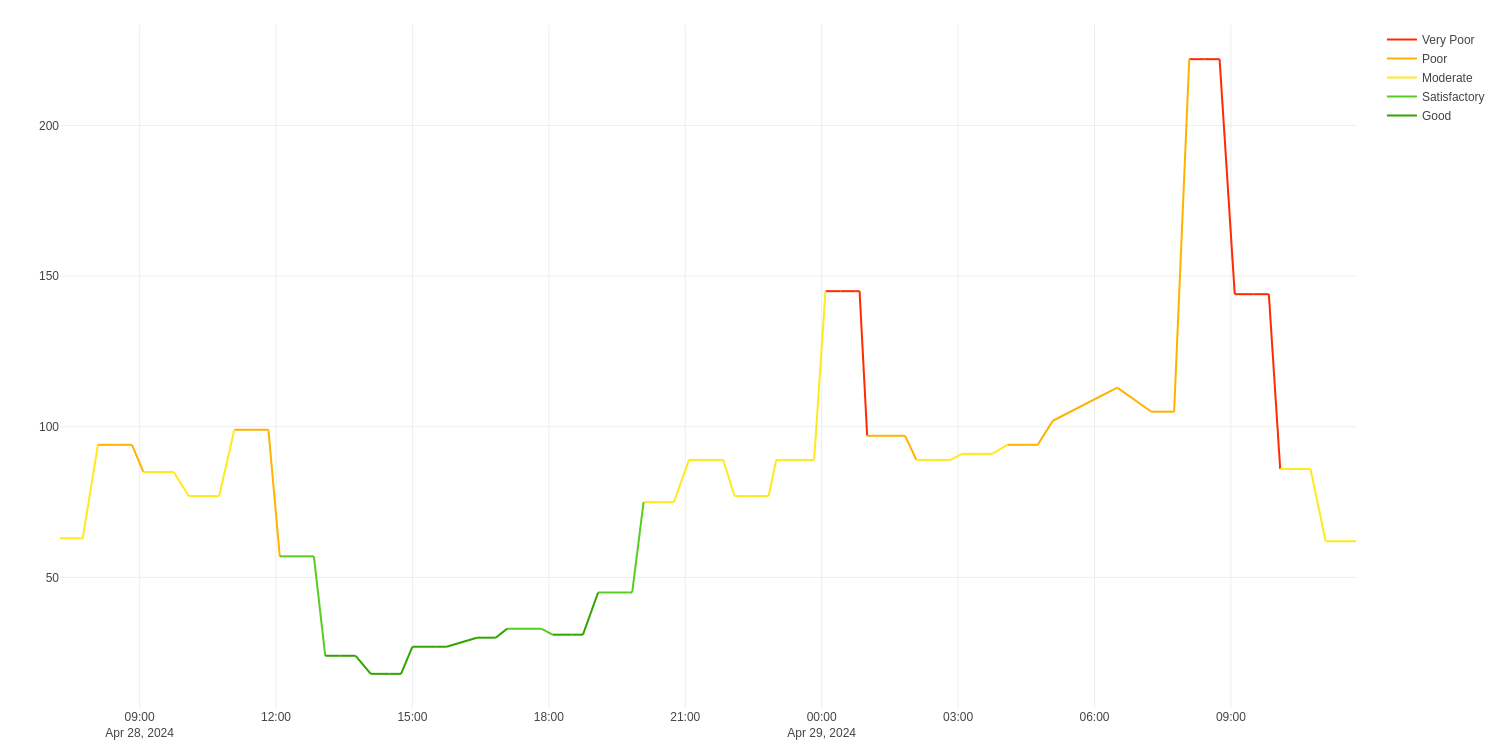 200
150
100
50
09:00
Apr 28, 2024
12:00
15:00
18:00
21:00
00:00
Apr 29, 2024
03:00
06:00
09:00
Very Poor
Poor
Moderate
Satisfactory
Good